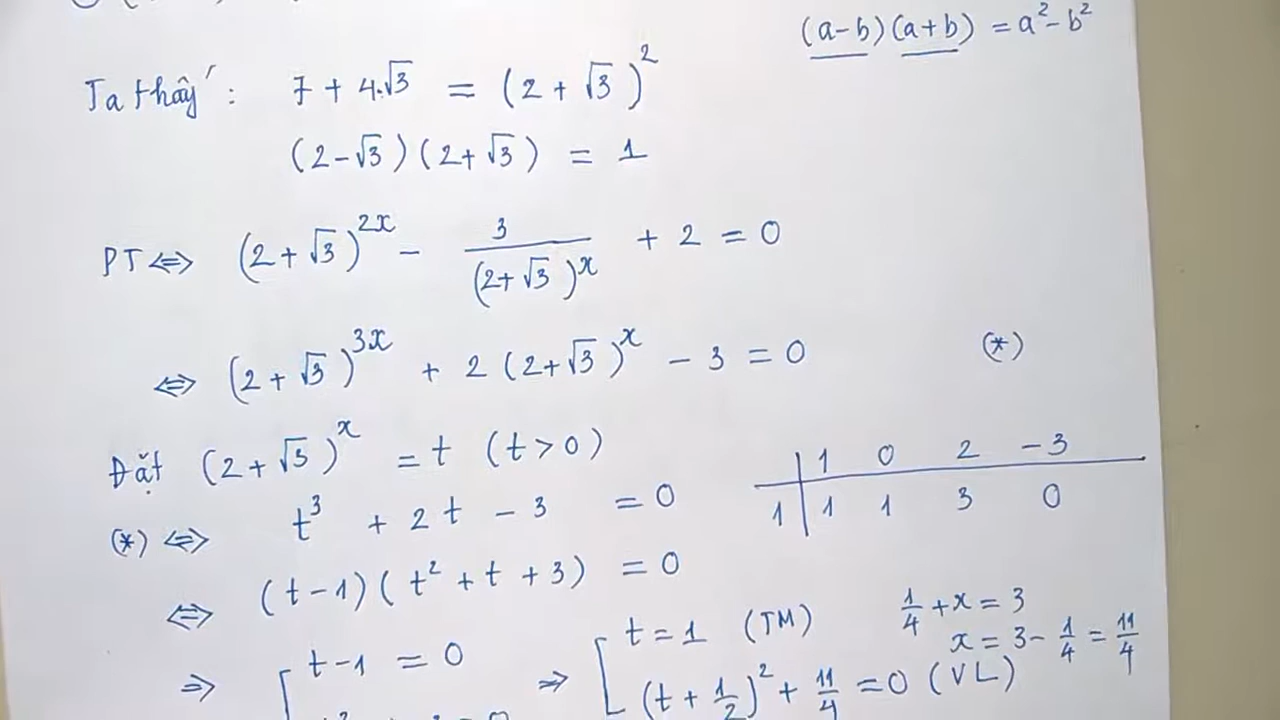 (a-b)(a+b) = a² - b²
Ta thấy : 7 + 4.√3 = (2 + √3)²
(2-√3)(2+√3) = 1
PT ⇔ (2+√3)^2x - 3/(2+√3)^x + 2 = 0
⇔ (2+√3)^3x + 2(2+√3)^x - 3 = 0 (*)
Đặt (2+√3)^x = t (t>0)
1 0 2 -3
1 1 1 3 0
(*) ⇔ t³ + 2t - 3 = 0
⇔ (t-1)(t² + t + 3) = 0
1/4 + x = 3
x = 3 - 1/4 = 11/4
⇒ [ t-1 = 0 ⇒ [ t = 1 (TM)
(t + 1/2)² + 11/4 = 0 (VL)